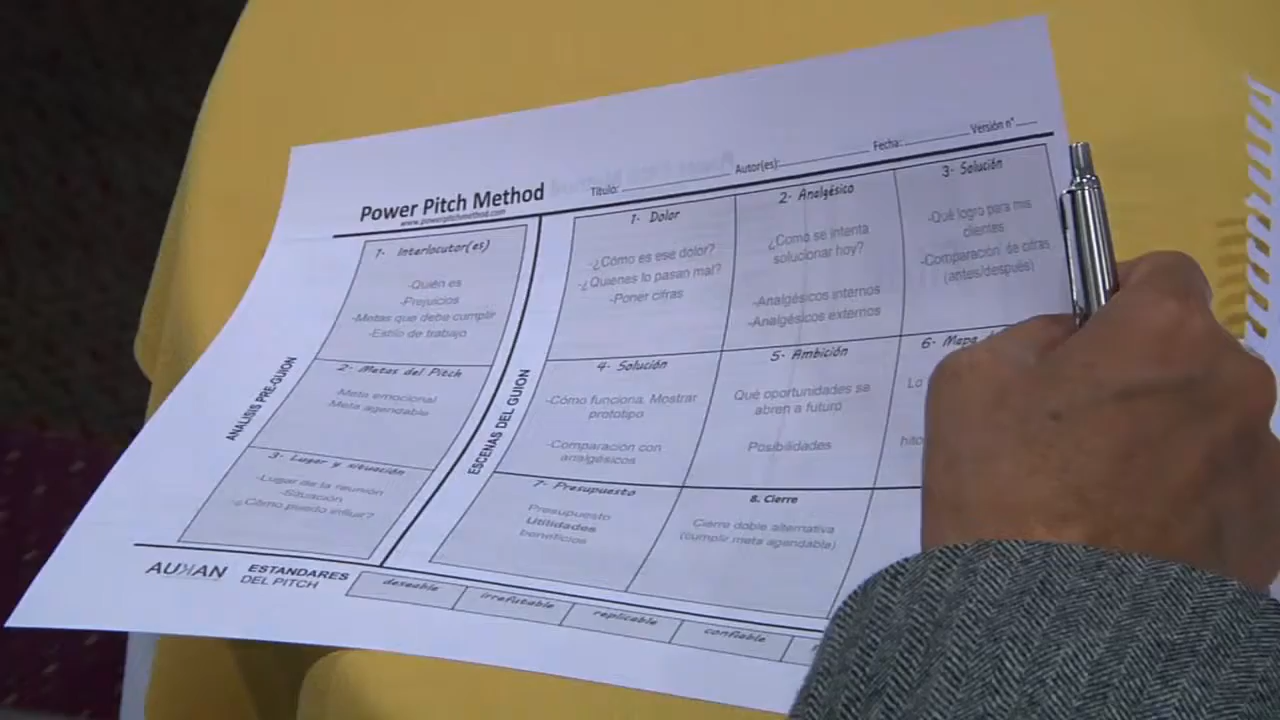 Power Pitch Method
www.powerpitchmethod.com
Título:
Autor(es):
Fecha:
Versión n°
ANALISIS PRE-GUION
1- Interlocutor(es)
-Quién es
-Prejuicios
-Metas que debe cumplir
-Estilo de trabajo
2- Metas del Pitch
Meta emocional
Meta agendable
3- Lugar y situación
-Lugar de la reunión
-Situación
-¿Cómo puedo influir?
ESCENAS DEL GUION
1- Dolor
-¿Cómo es ese dolor?
-¿Quienes lo pasan mal?
-Poner cifras
2- Analgésico
¿Como se intenta
solucionar hoy?
-Analgésicos internos
-Analgésicos externos
3- Solución
-Qué logro para mis
clientes
-Comparación de cifras
(antes/después)
4- Solución
-Cómo funciona. Mostrar
prototipo
-Comparación con
analgésicos
5- Ambición
Qué oportunidades se
abren a futuro
Posibilidades
6- Mapa
Lo
7- Presupuesto
Presupuesto
Utilidades
beneficios
8. Cierre
Cierre doble alternativa
(cumplir meta agendable)
AUKAN
ESTANDARES
DEL PITCH
deseable
irrefutable
replicable
confiable